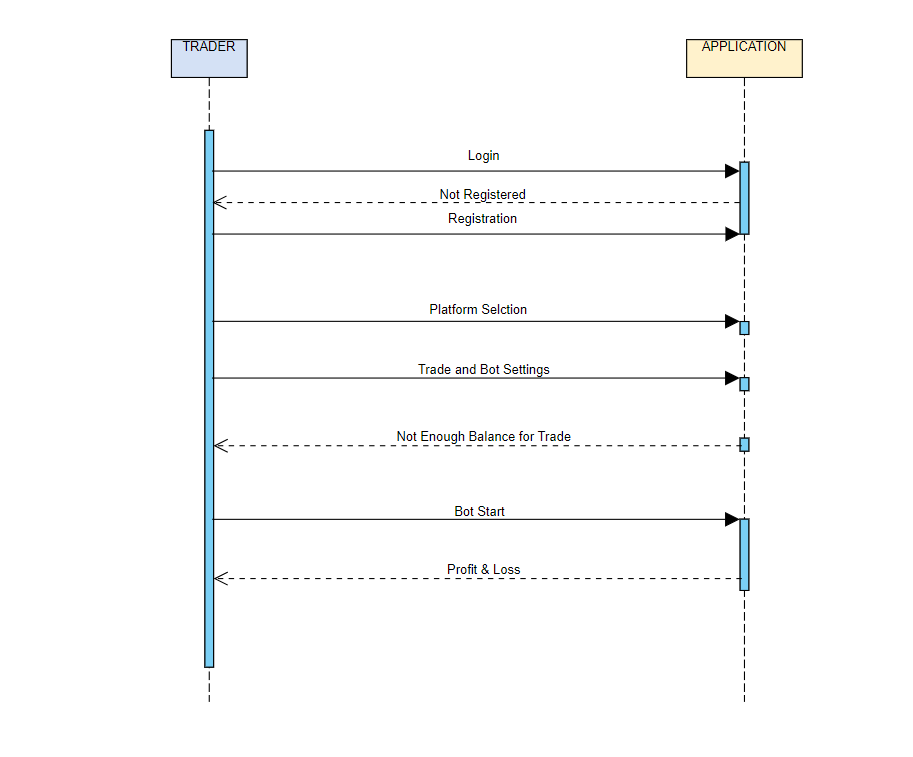 TRADER
APPLICATION
Login
Not Registered
Registration
Platform Selction
Trade and Bot Settings
Not Enough Balance for Trade
Bot Start
Profit & Loss